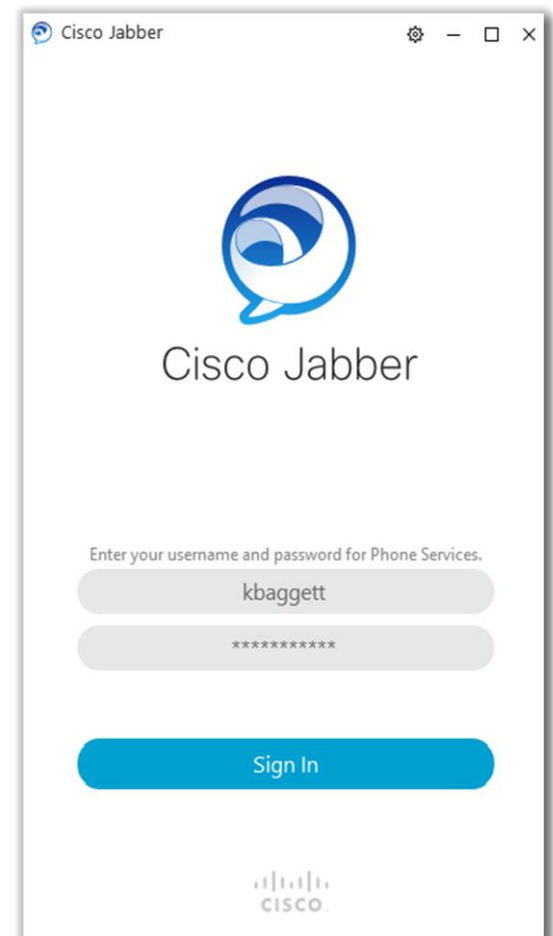 Cisco Jabber
Cisco Jabber
Enter your username and password for Phone Services.
kbaggett
***********
Sign In
CISCO